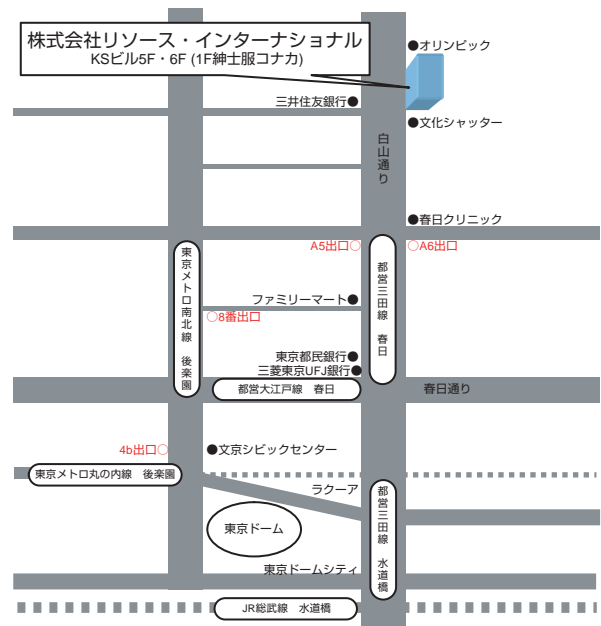 株式会社リソース・インターナショナル
KSビル5F・6F (1F紳士服コナカ)
●オリンピック
三井住友銀行●
●文化シャッター
白山通り
●春日クリニック
A5出口○
○A6出口
東京メトロ南北線 後楽園
都営三田線 春日
ファミリーマート●
○8番出口
東京都民銀行●
三菱東京UFJ銀行●
都営大江戸線 春日
春日通り
4b出口○
●文京シビックセンター
東京メトロ丸の内線 後楽園
ラクーア
都営三田線 水道橋
東京ドーム
東京ドームシティ
JR総武線 水道橋